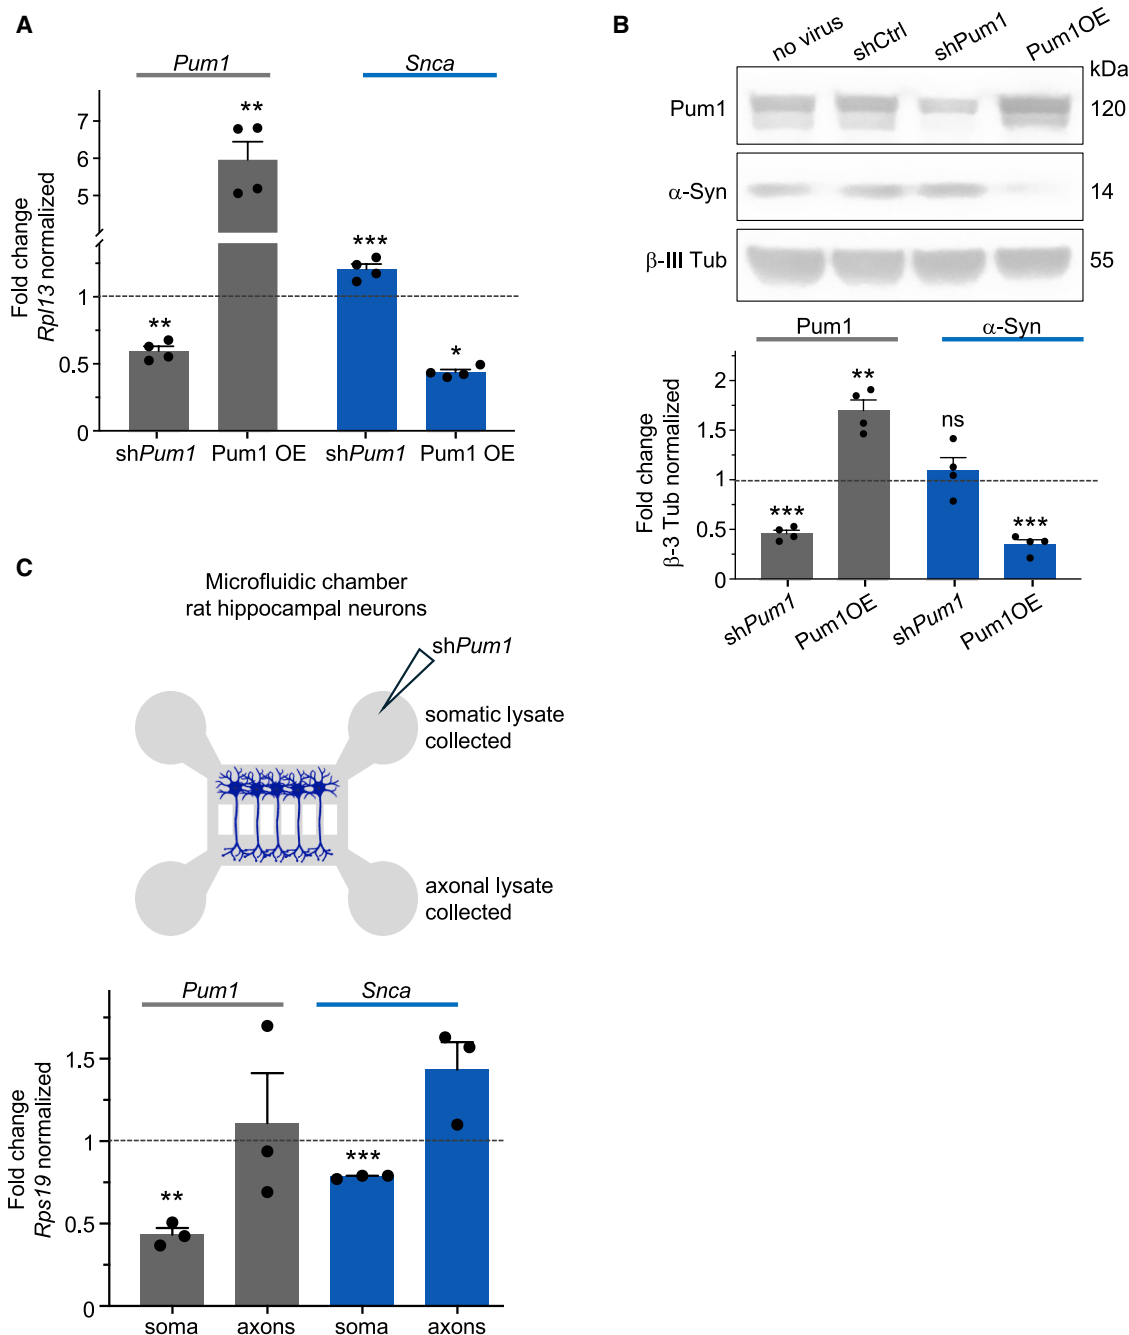 A
Pum1 Snca
** ** *** *
7
6
5
1
0.5
0
Fold change
Rpl13 normalized
shPum1 Pum1 OE shPum1 Pum1 OE
B
no virus shCtrl shPum1 Pum1OE
kDa
Pum1 120
α-Syn 14
β-III Tub 55
Pum1 α-Syn
*** ** ns ***
2
1.5
1
0.5
0
Fold change
β-3 Tub normalized
shPum1 Pum1OE shPum1 Pum1OE
C
Microfluidic chamber
rat hippocampal neurons
shPum1
somatic lysate
collected
axonal lysate
collected
Pum1 Snca
** ***
1.5
1
0.5
0
Fold change
Rps19 normalized
soma axons soma axons